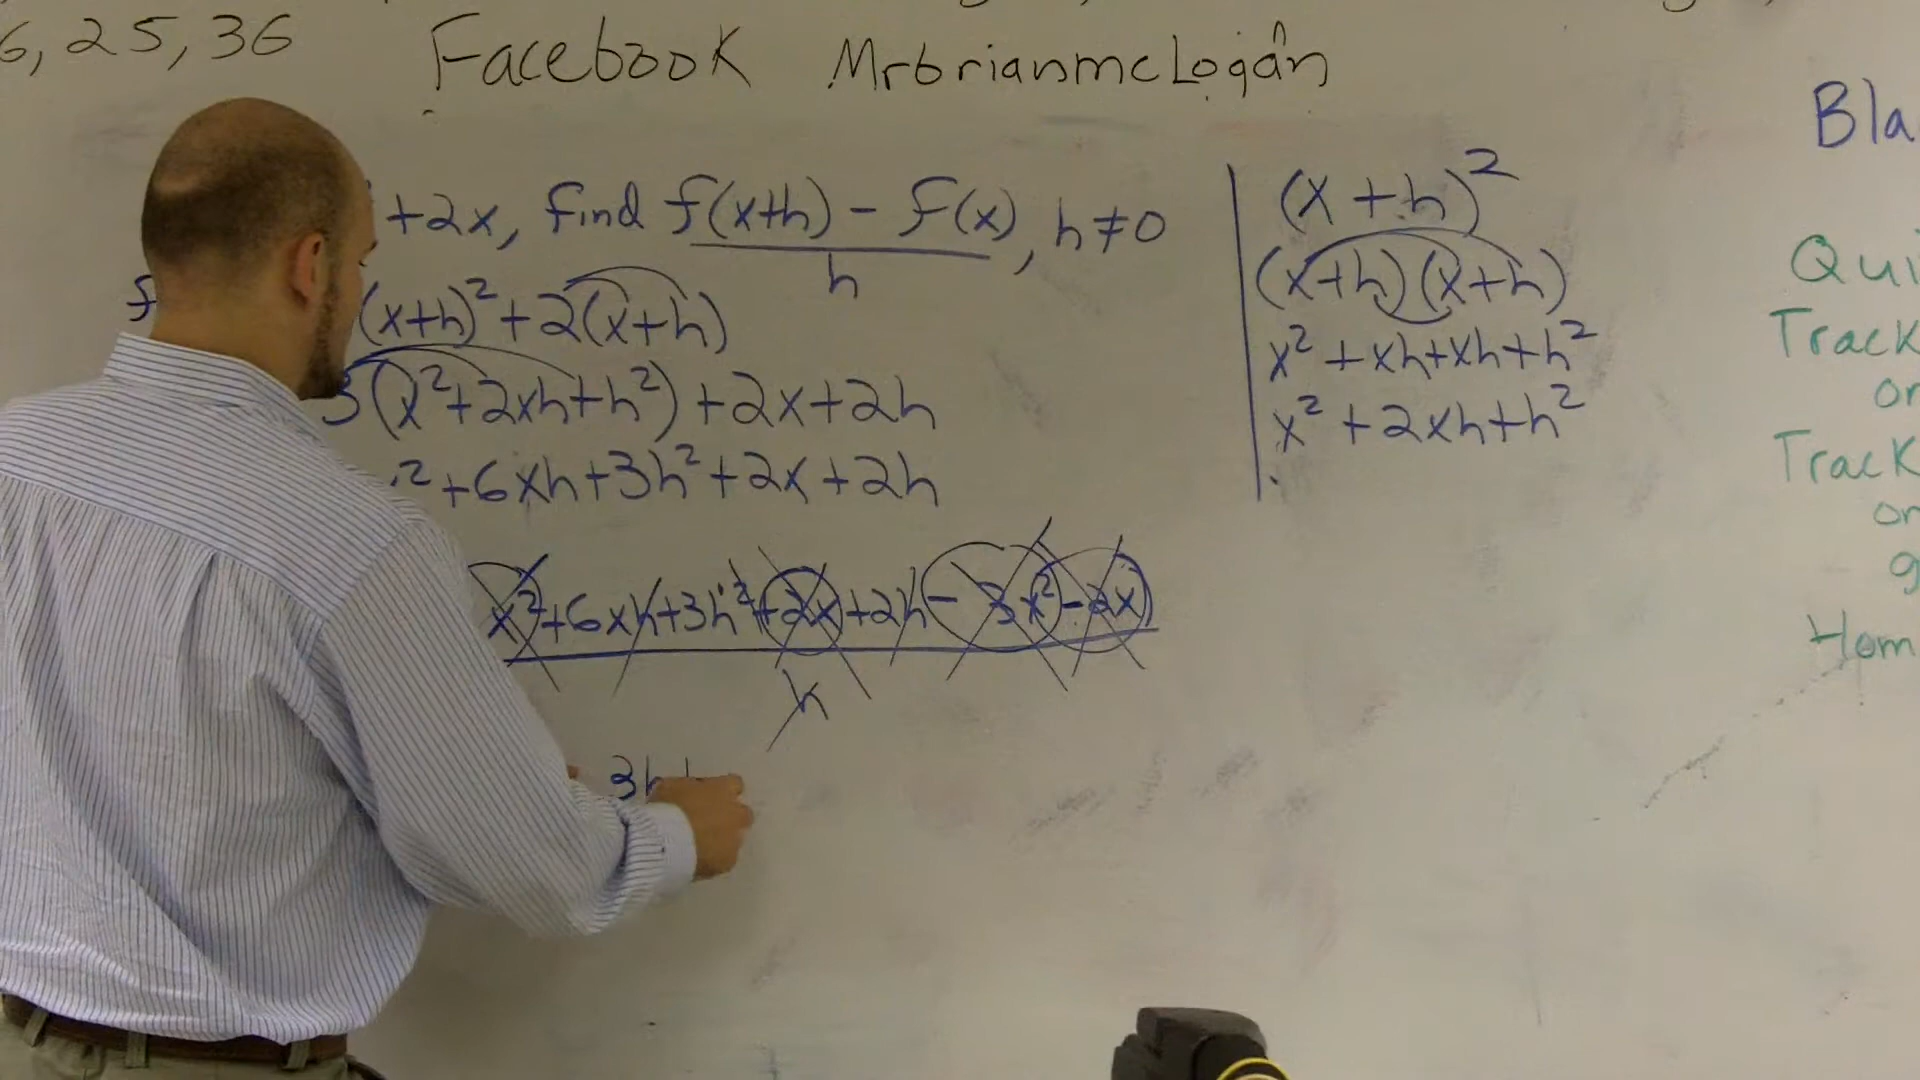 6, 25, 36
Facebook Mrbrianmclogan
+2x, find f(x+h) - f(x), h≠0
h
f (x+h)² + 2(x+h)
3(x²+2xh+h²) +2x+2h
²+6xh+3h²+2x+2h
x²+6xh+3h²+2x+2h-3x²-2x)
h
3h+
(x+h)²
(x+h)(x+h)
x² +xh+xh+h²
x² +2xh+h²
Bla
Qui
Track
or
Track
or
g
Hom